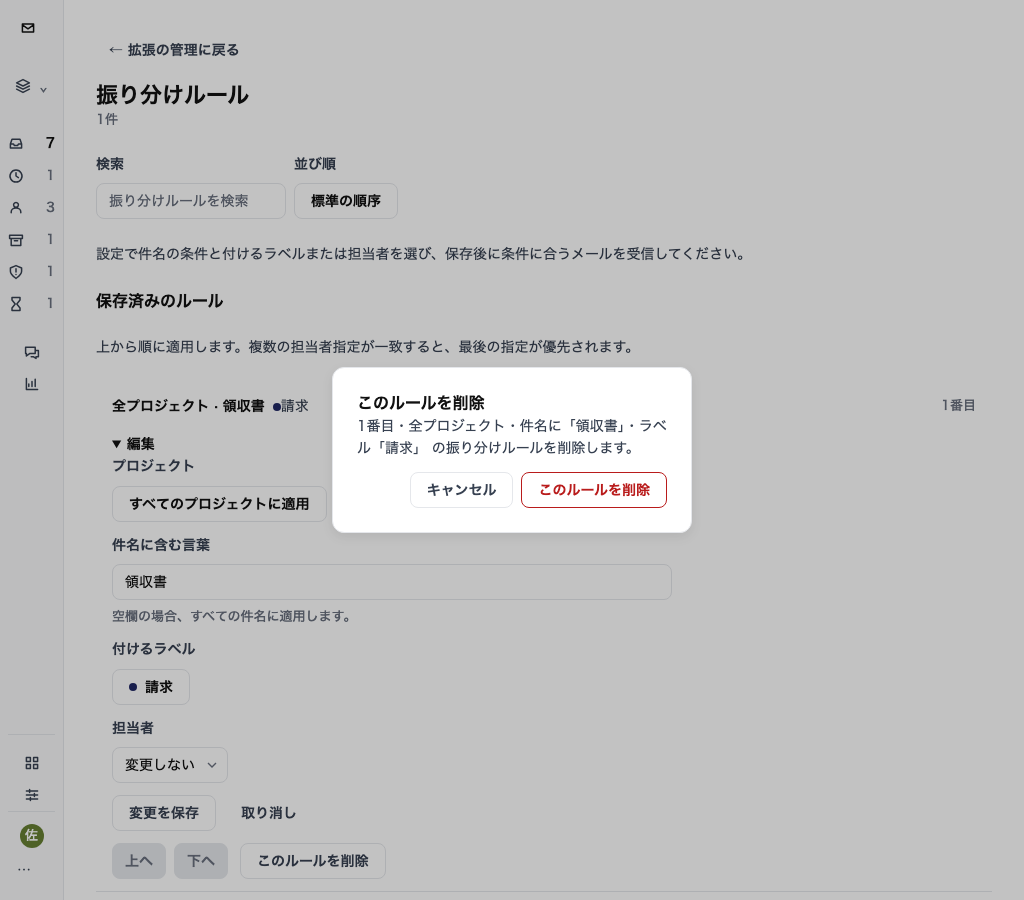 ← 拡張の管理に戻る
振り分けルール
1件
7
1
3
1
1
1
検索
並び順
振り分けルールを検索
標準の順序
設定で件名の条件と付けるラベルまたは担当者を選び、保存後に条件に合うメールを受信してください。
保存済みのルール
上から順に適用します。複数の担当者指定が一致すると、最後の指定が優先されます。
全プロジェクト · 領収書 ●請求
1番目
▼ 編集
プロジェクト
すべてのプロジェクトに適用
このルールを削除
1番目・全プロジェクト・件名に「領収書」・ラベ
ル「請求」 の振り分けルールを削除します。
キャンセル
このルールを削除
件名に含む言葉
領収書
空欄の場合、すべての件名に適用します。
付けるラベル
● 請求
担当者
変更しない
変更を保存
取り消し
上へ
下へ
このルールを削除
佐
…